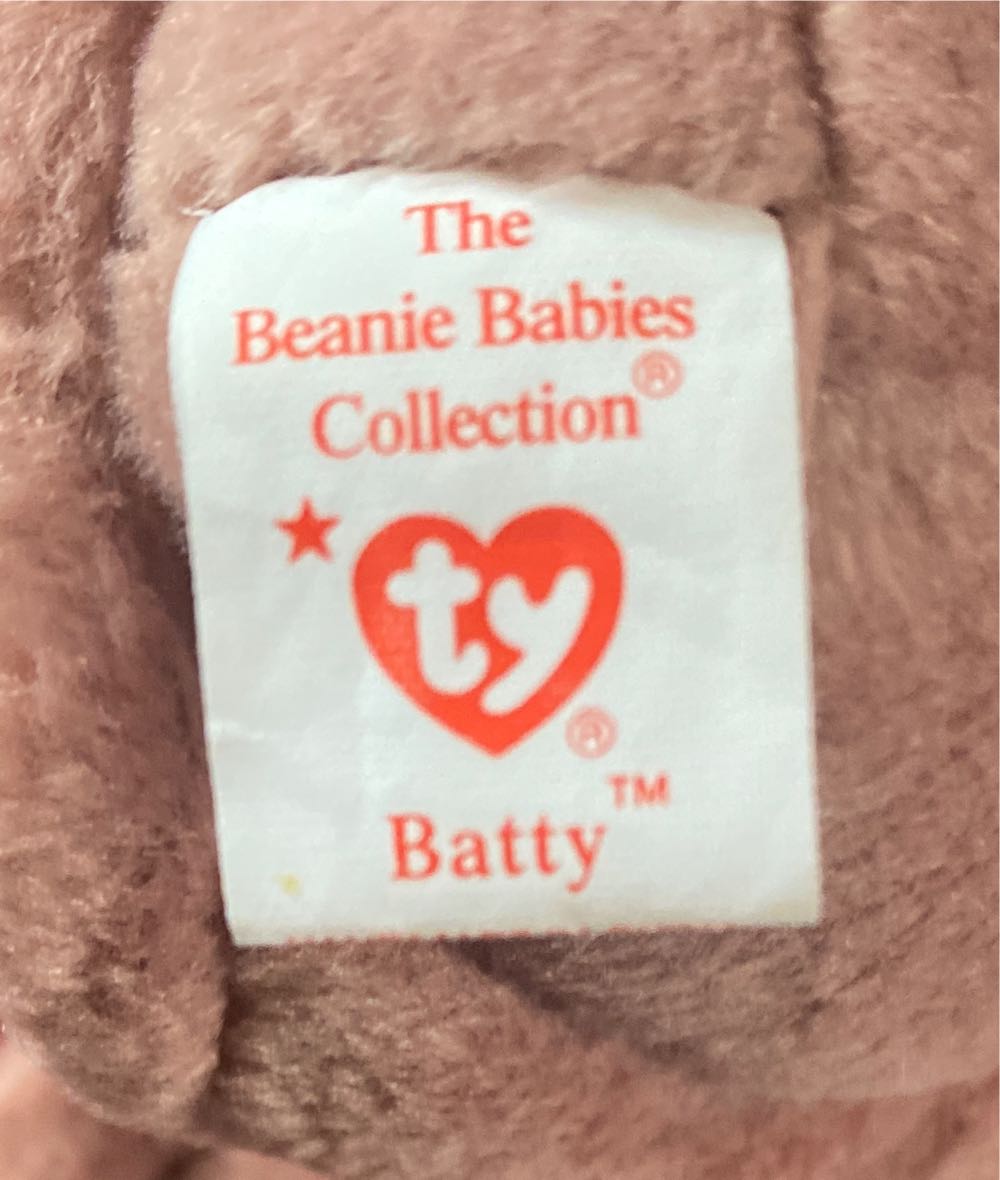 The
Beanie Babies
Collection®
★ ty®
Batty™